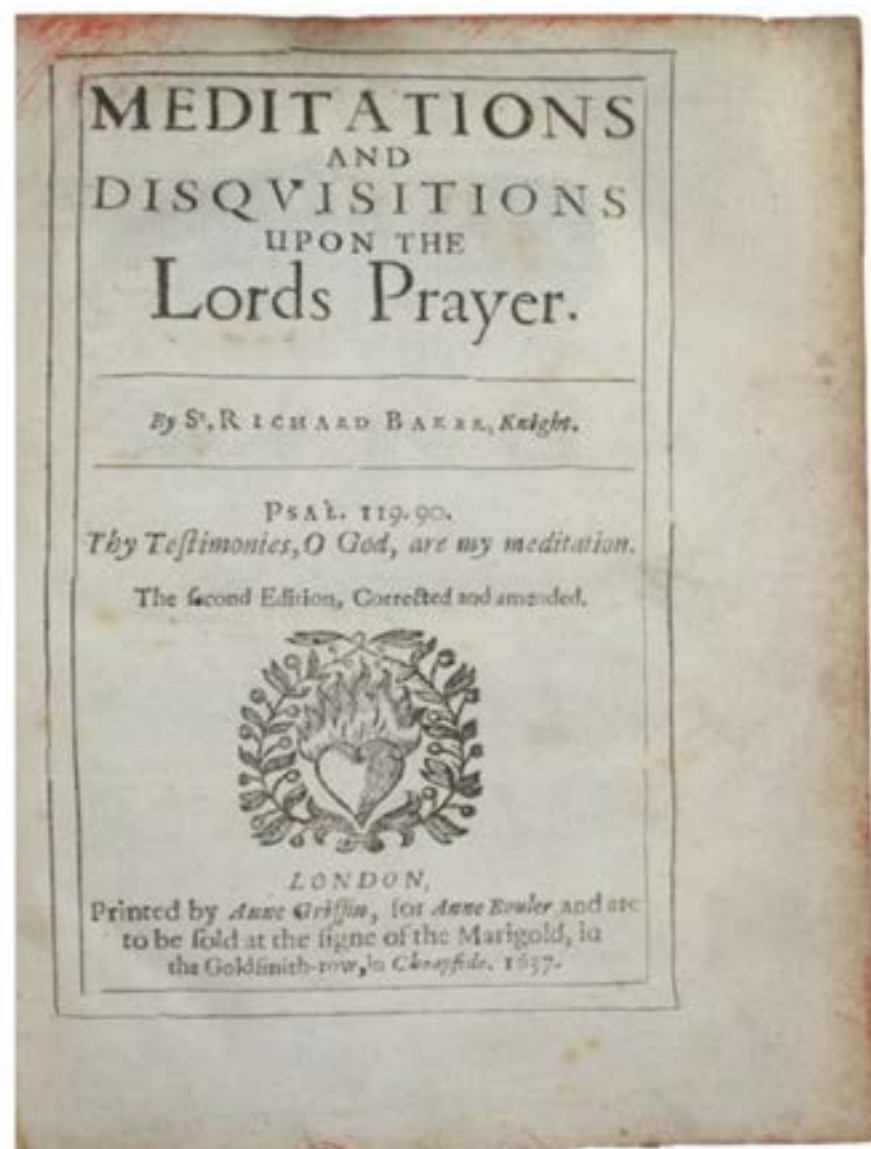 MEDITATIONS
AND
DISQVISITIONS
UPON THE
Lords Prayer.
By Sr. RICHARD BAKER, Knight.
PSAL. 119.90.
Thy Teſtimonies, O God, are my meditation.
The ſecond Edition, Corrected and amended.
LONDON,
Printed by Anne Griffin, for Anne Bouler and are
to be ſold at the ſigne of the Marigold, in
the Goldſmith-row, in Cheapſide. 1637.